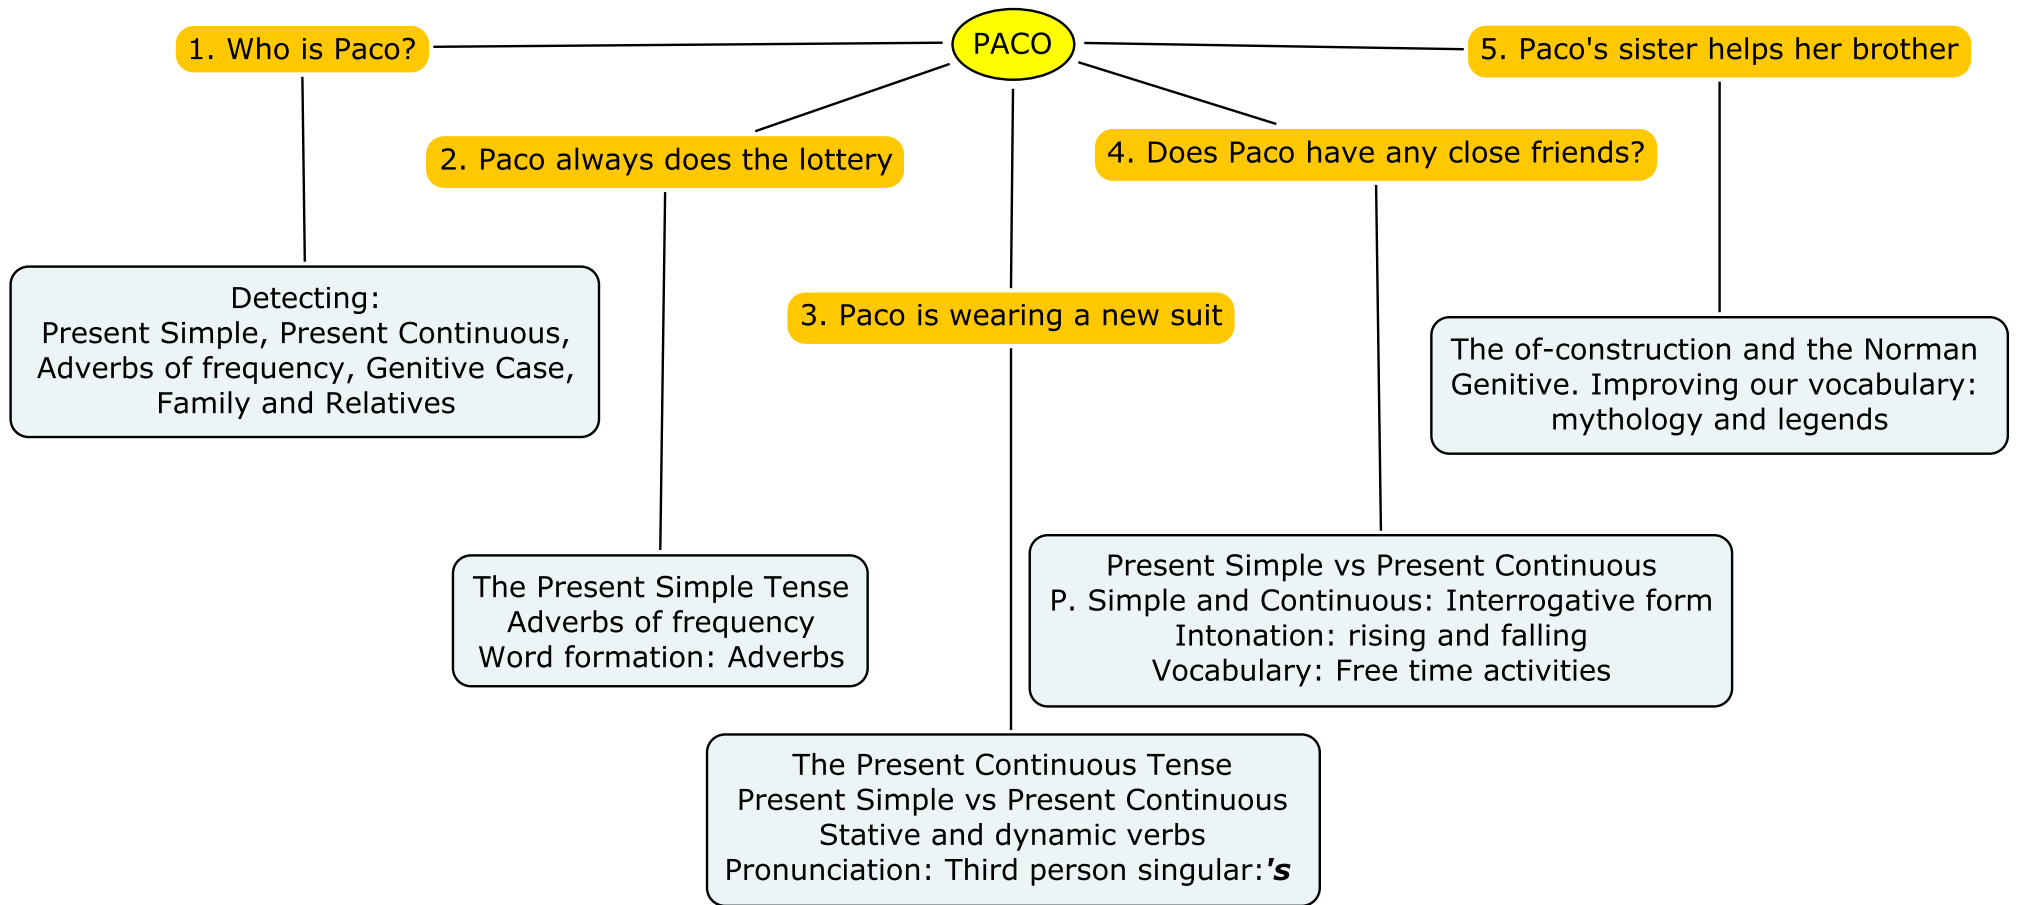 PACO
1. Who is Paco?
Detecting:
Present Simple, Present Continuous,
Adverbs of frequency, Genitive Case,
Family and Relatives
2. Paco always does the lottery
The Present Simple Tense
Adverbs of frequency
Word formation: Adverbs
3. Paco is wearing a new suit
The Present Continuous Tense
Present Simple vs Present Continuous
Stative and dynamic verbs
Pronunciation: Third person singular:'s
4. Does Paco have any close friends?
Present Simple vs Present Continuous
P. Simple and Continuous: Interrogative form
Intonation: rising and falling
Vocabulary: Free time activities
5. Paco's sister helps her brother
The of-construction and the Norman
Genitive. Improving our vocabulary:
mythology and legends